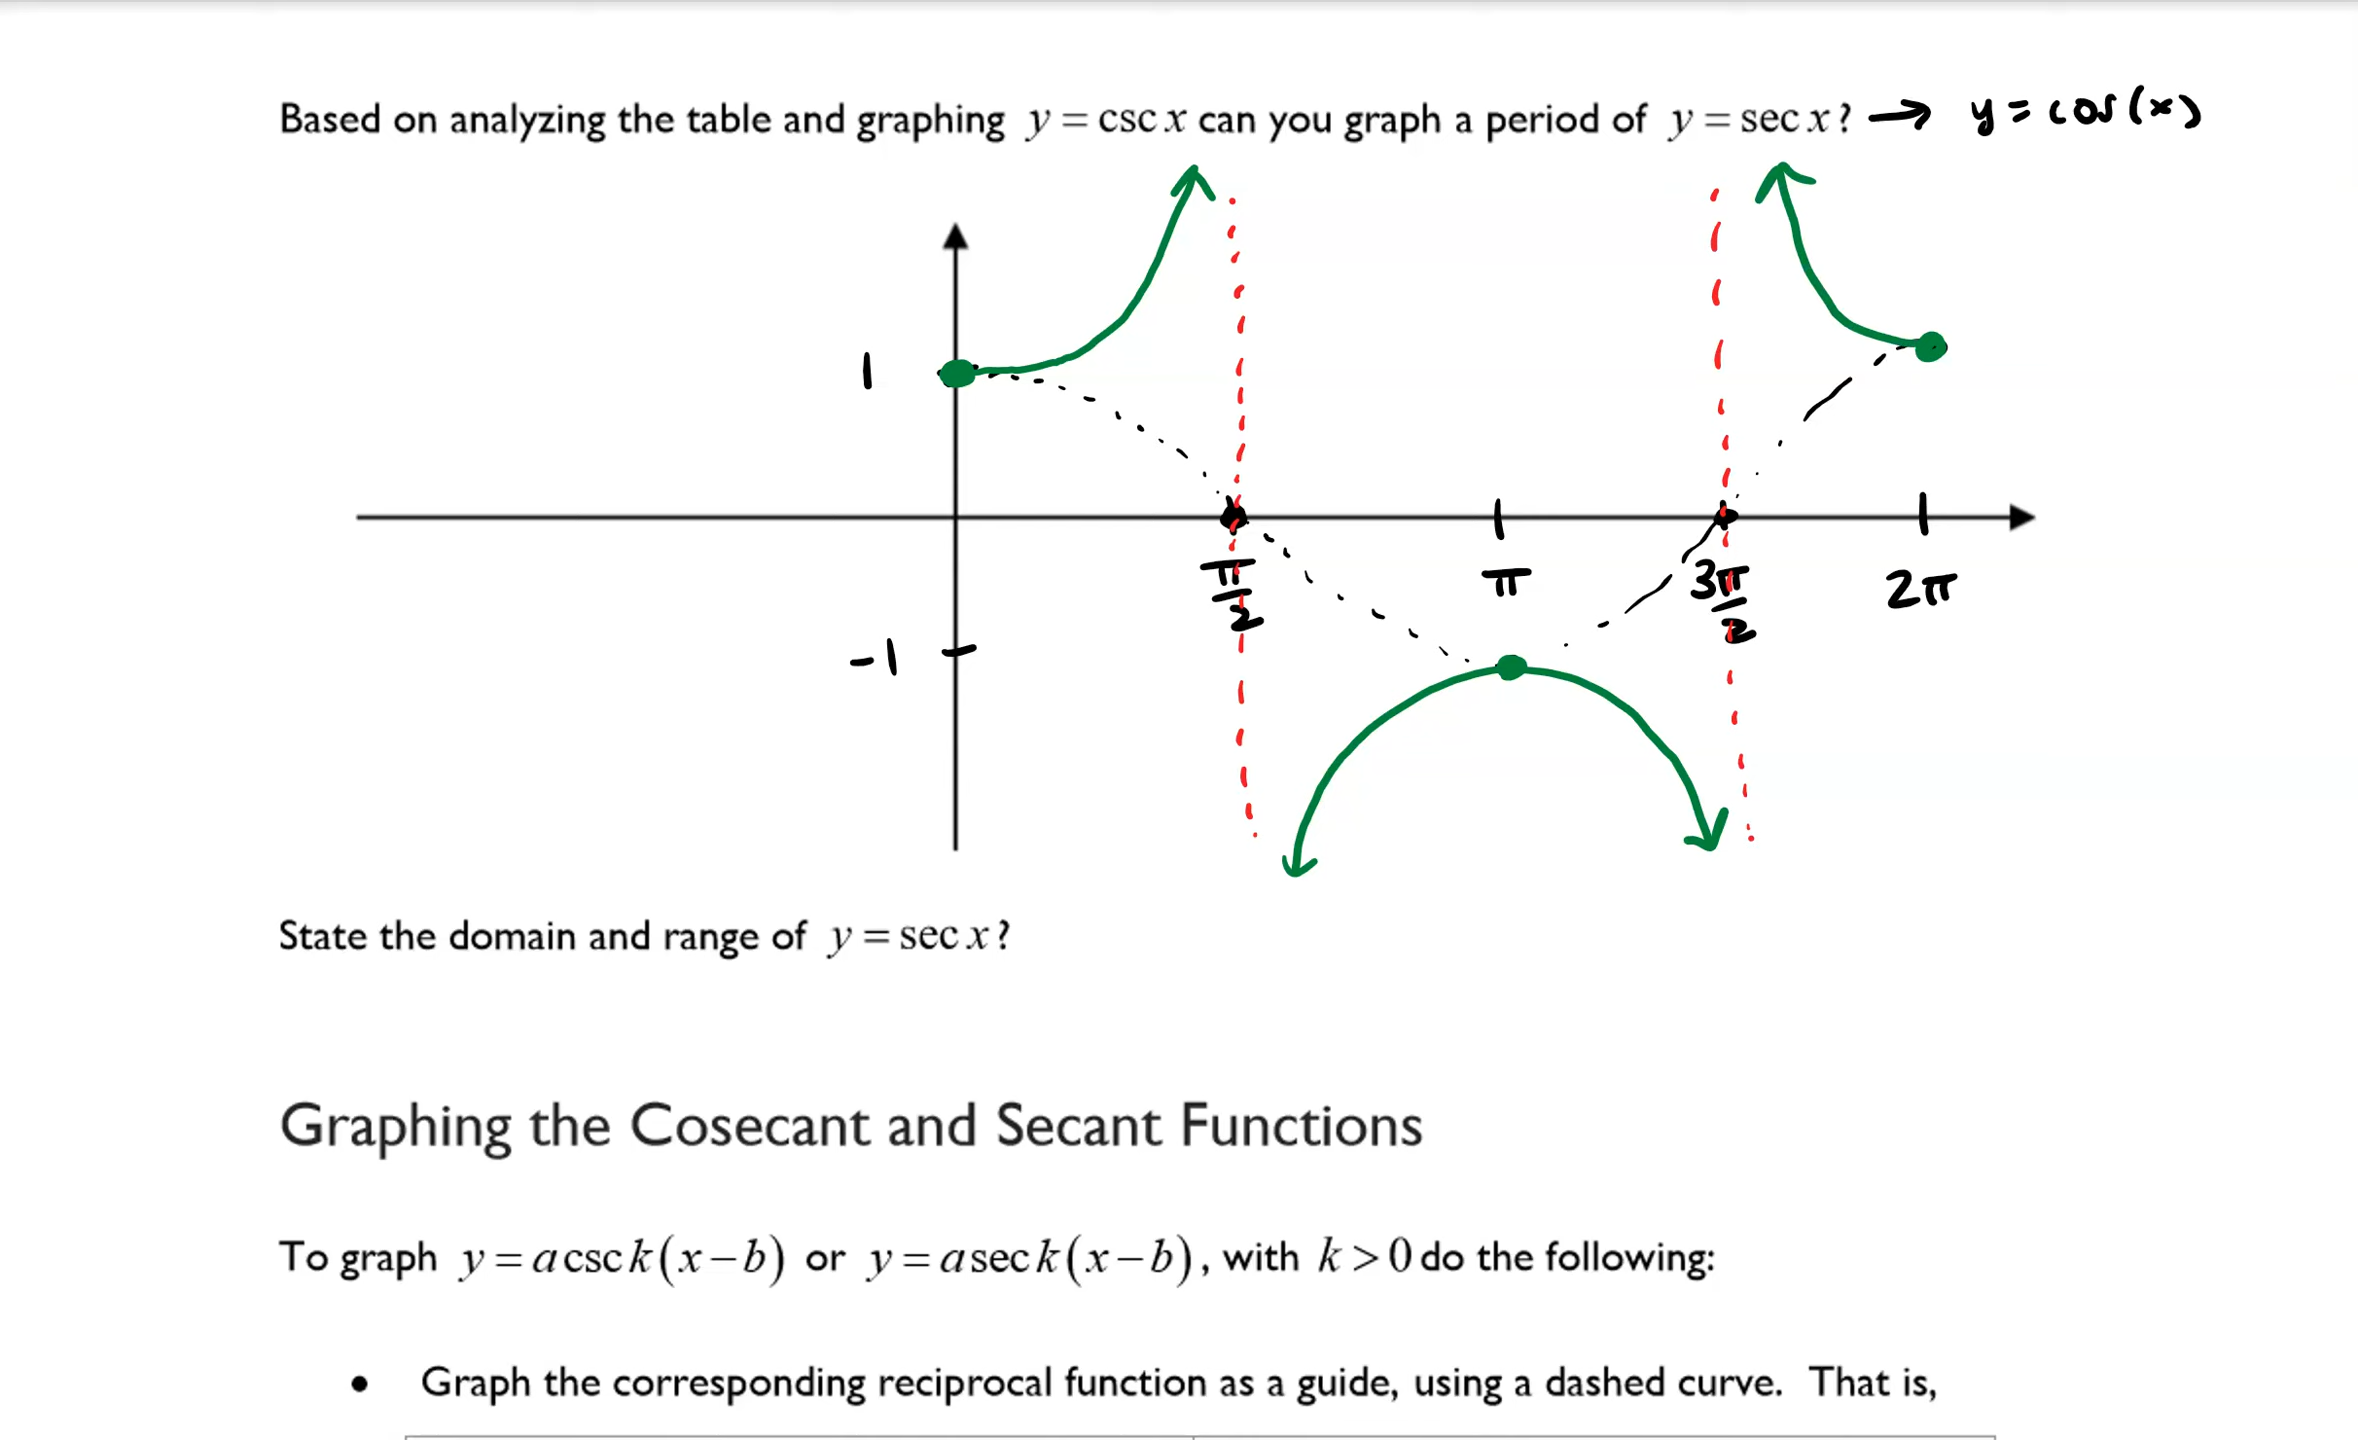 Based on analyzing the table and graphing y = csc x can you graph a period of y = sec x? → y = cos(x)
1
π/2 π 3π/2 2π
-1
State the domain and range of y = sec x?
Graphing the Cosecant and Secant Functions
To graph y = a csc k(x − b) or y = a sec k(x − b), with k > 0 do the following:
• Graph the corresponding reciprocal function as a guide, using a dashed curve. That is,